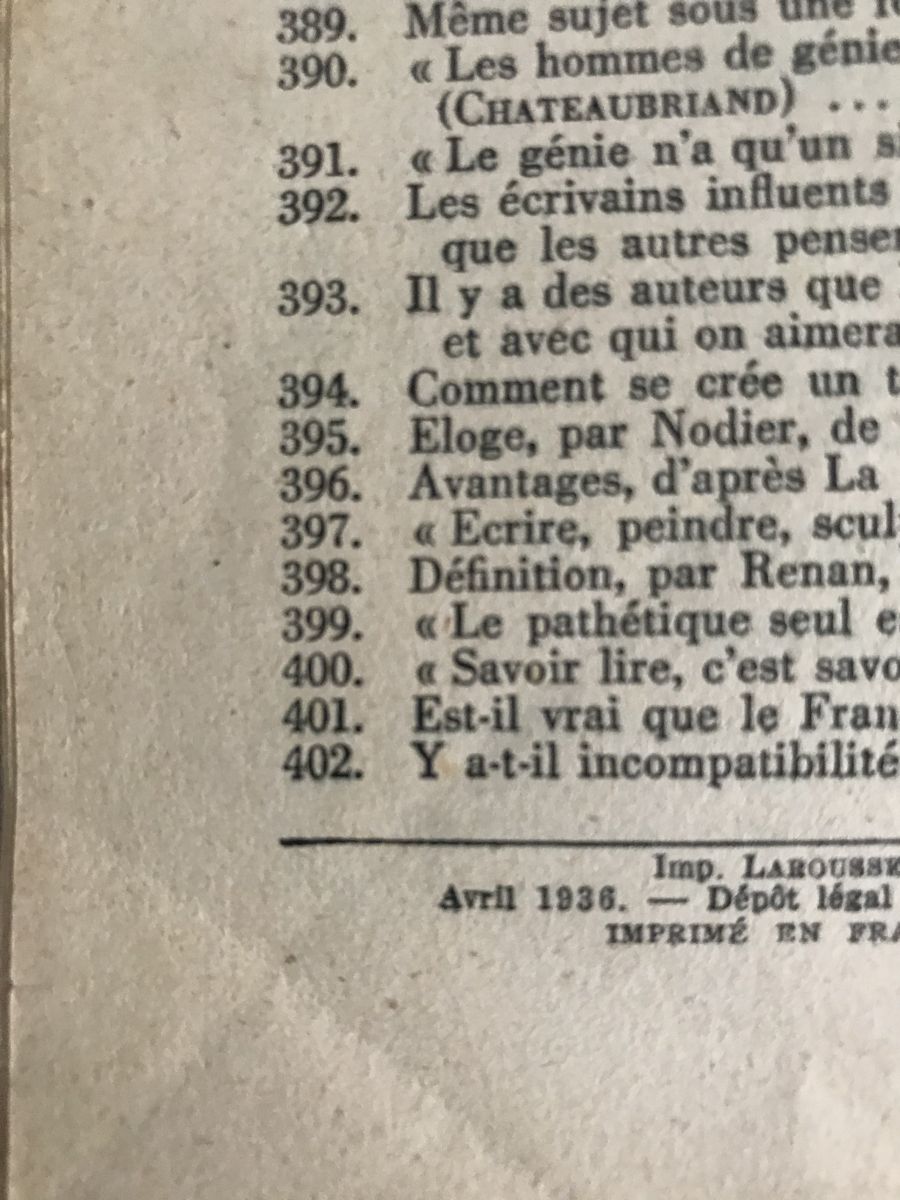 389. Même sujet sous une
390. « Les hommes de génie
(CHATEAUBRIAND) ...
391. « Le génie n'a qu'un
392. Les écrivains influents
que les autres
393. Il y a des auteurs que
et avec qui on
394. Comment se crée un
395. Eloge, par Nodier, de
396. Avantages, d'après La
397. « Ecrire, peindre,
398. Définition, par Renan,
399. « Le pathétique seul
400. « Savoir lire, c'est
401. Est-il vrai que le
402. Y a-t-il incompatibilité
Imp. LAROUSSE
Avril 1936. — Dépôt légal
IMPRIMÉ EN